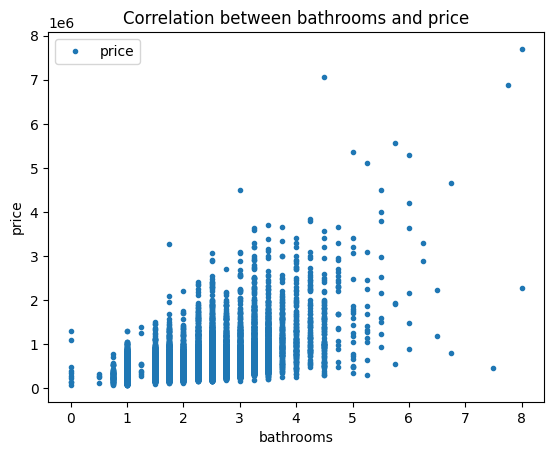 Correlation between bathrooms and price
1e6
price
8
7
6
5
4
3
2
1
0
price
0 1 2 3 4 5 6 7 8
bathrooms